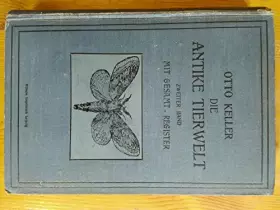 OTTO KELLER
DIE
ANTIKE TIERWELT
ZWEITER BAND
MIT GESAMT-REGISTER